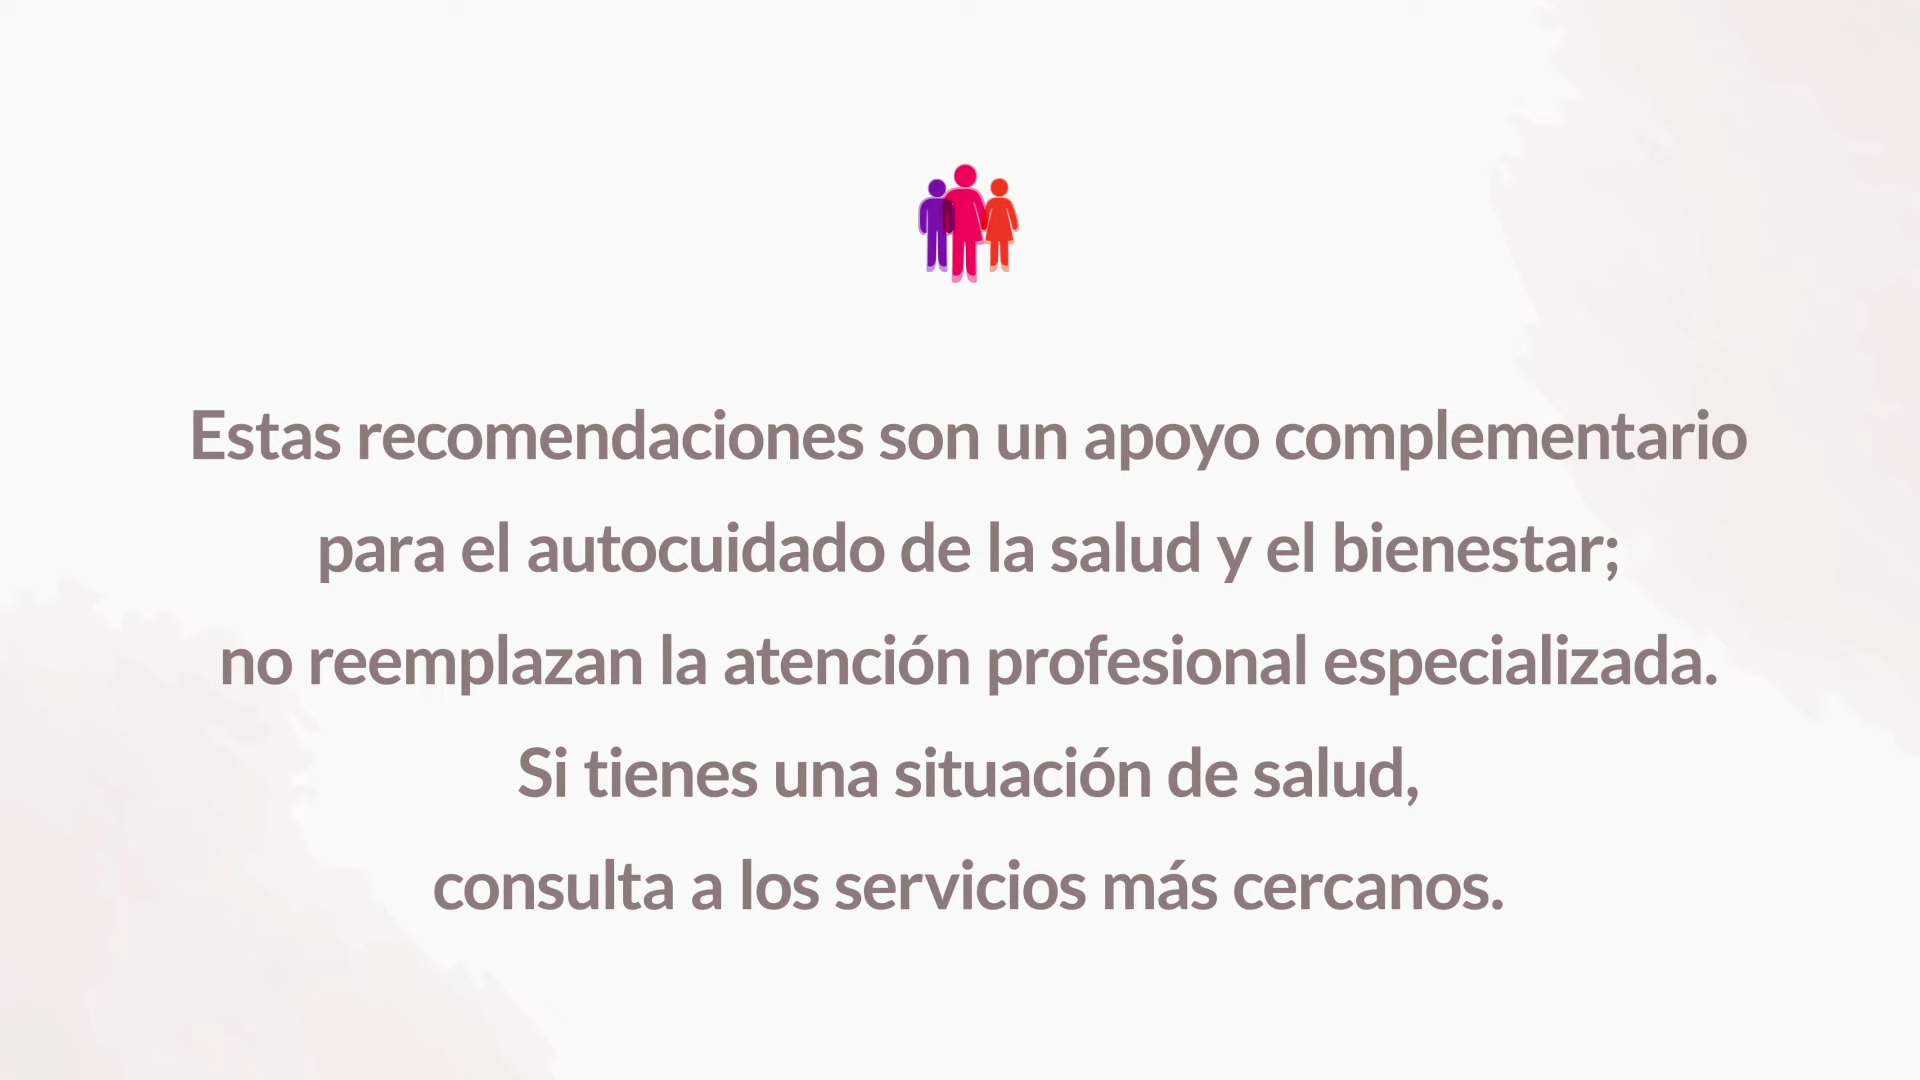 Estas recomendaciones son un apoyo complementario
para el autocuidado de la salud y el bienestar;
no reemplazan la atención profesional especializada.
Si tienes una situación de salud,
consulta a los servicios más cercanos.